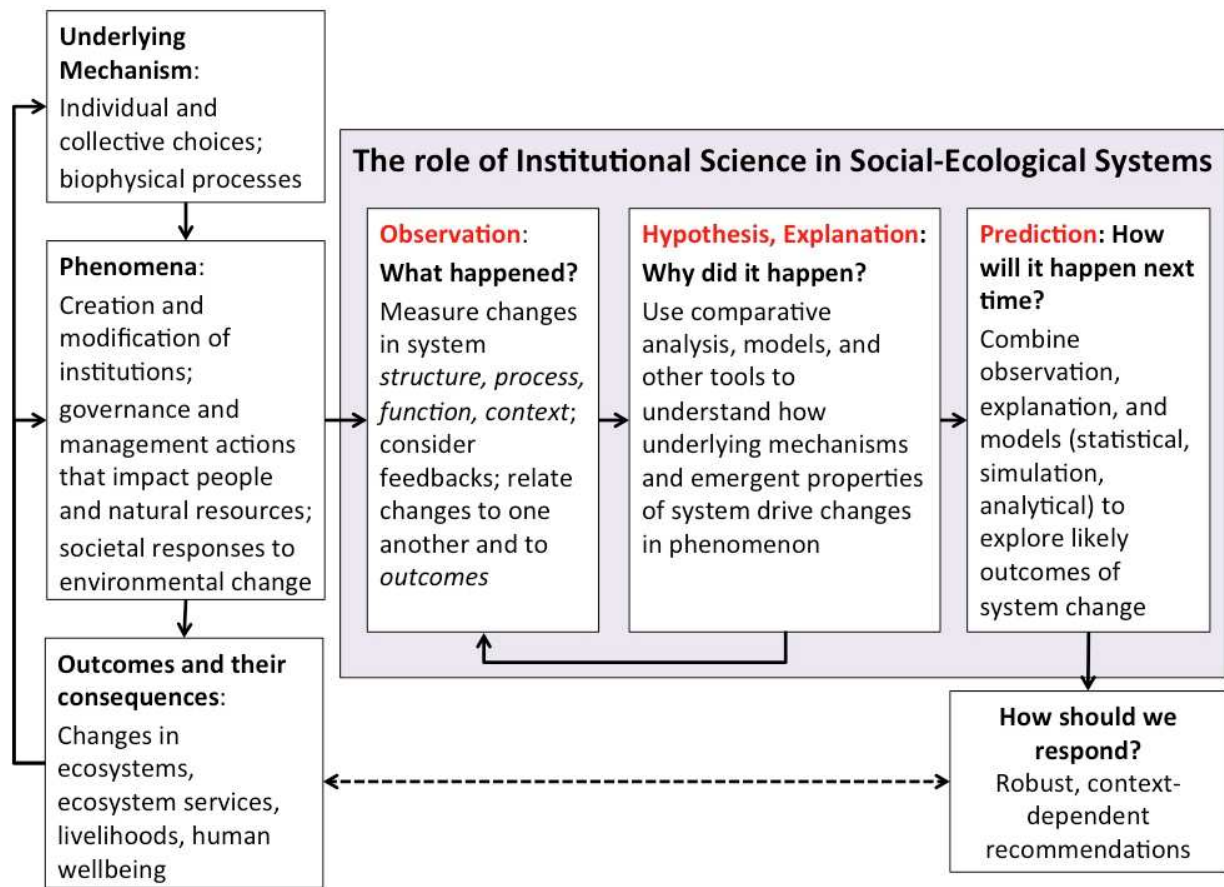 Underlying
Mechanism:
Individual and
collective choices;
biophysical processes
Phenomena:
Creation and
modification of
institutions;
governance and
management actions
that impact people
and natural resources;
societal responses to
environmental change
Outcomes and their
consequences:
Changes in
ecosystems,
ecosystem services,
livelihoods, human
wellbeing
The role of Institutional Science in Social-Ecological Systems
Observation:
What happened?
Measure changes
in system
structure, process,
function, context;
consider
feedbacks; relate
changes to one
another and to
outcomes
Hypothesis, Explanation:
Why did it happen?
Use comparative
analysis, models, and
other tools to
understand how
underlying mechanisms
and emergent properties
of system drive changes
in phenomenon
Prediction: How
will it happen next
time?
Combine
observation,
explanation, and
models (statistical,
simulation,
analytical) to
explore likely
outcomes of
system change
How should we
respond?
Robust, context-
dependent
recommendations